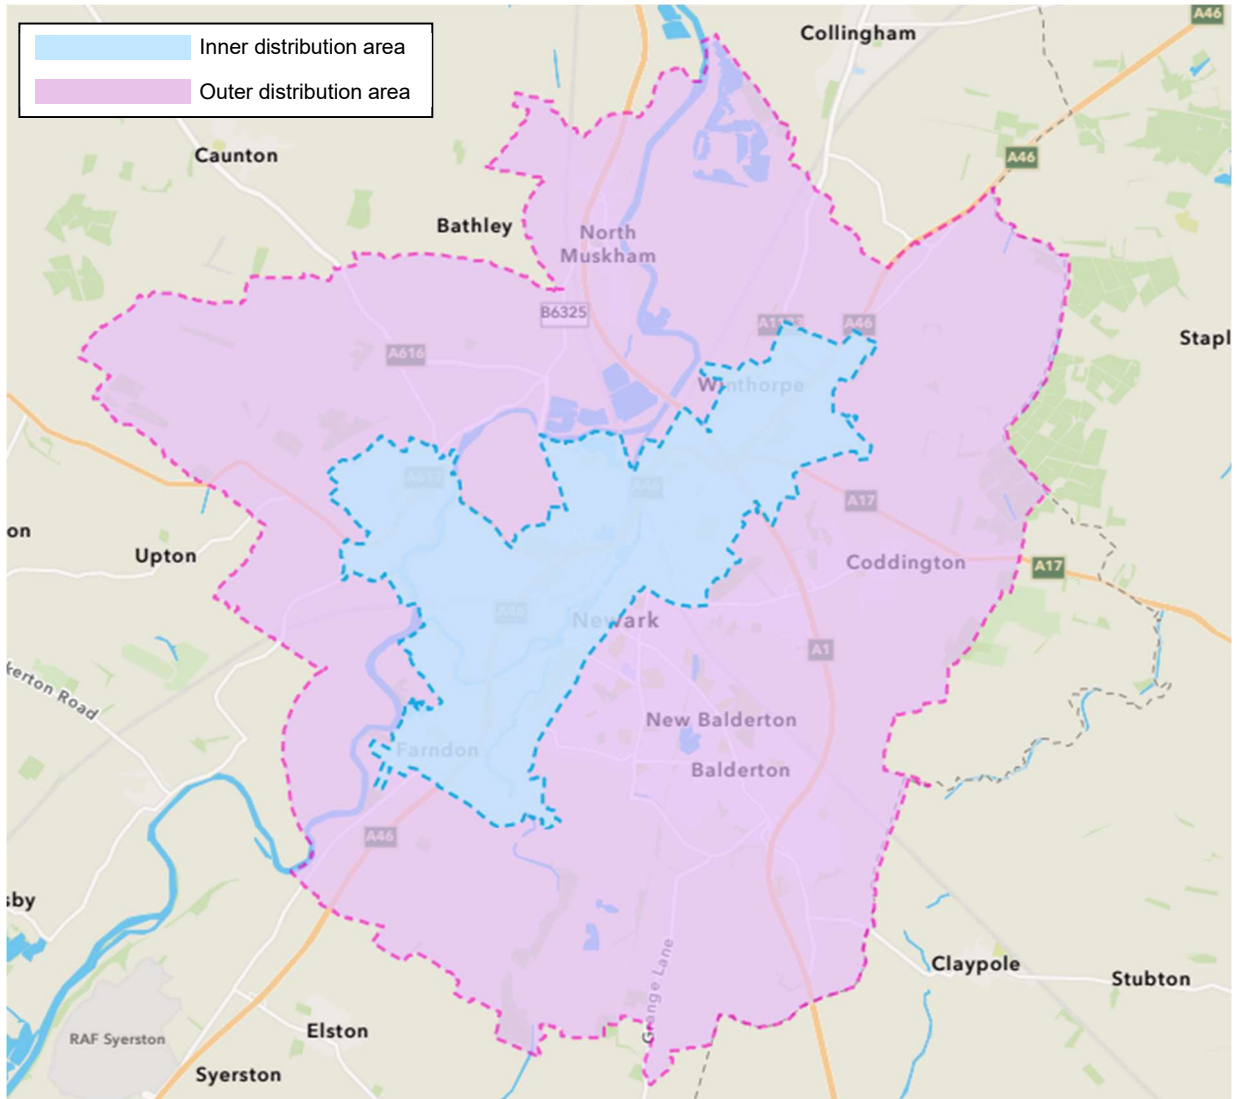 Inner distribution area
Outer distribution area
Collingham
A46
Caunton
A46
Bathley
North
Muskham
B6325
A46
Stapl
A616
Winthorpe
A617
A46
A17
on
Upton
Coddington
A17
A46
Newark
A1
kerton Road
New Balderton
Farndon
Balderton
A46
sby
Grange Lane
Claypole
Stubton
Elston
RAF Syerston
Syerston